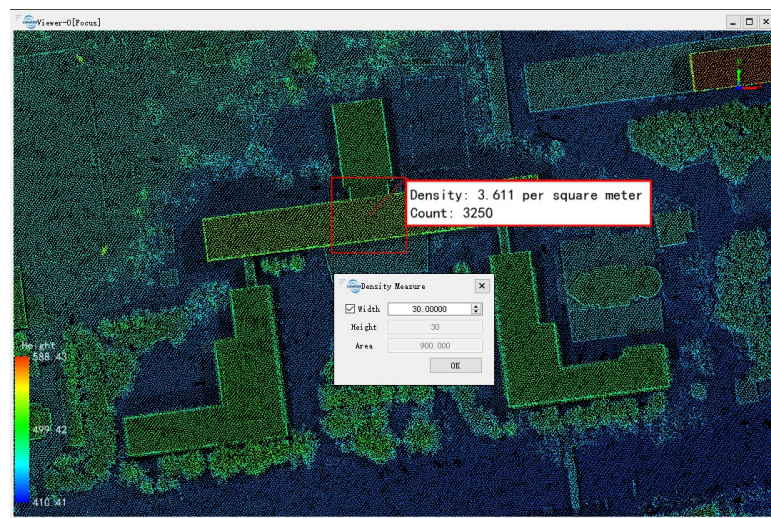 Viewer-0[Focus]
Density: 3.611 per square meter
Count: 3250
Density Measure
Width
30.00000
Height
30
Area
900.000
OK
Height
588.43
499.42
410.41